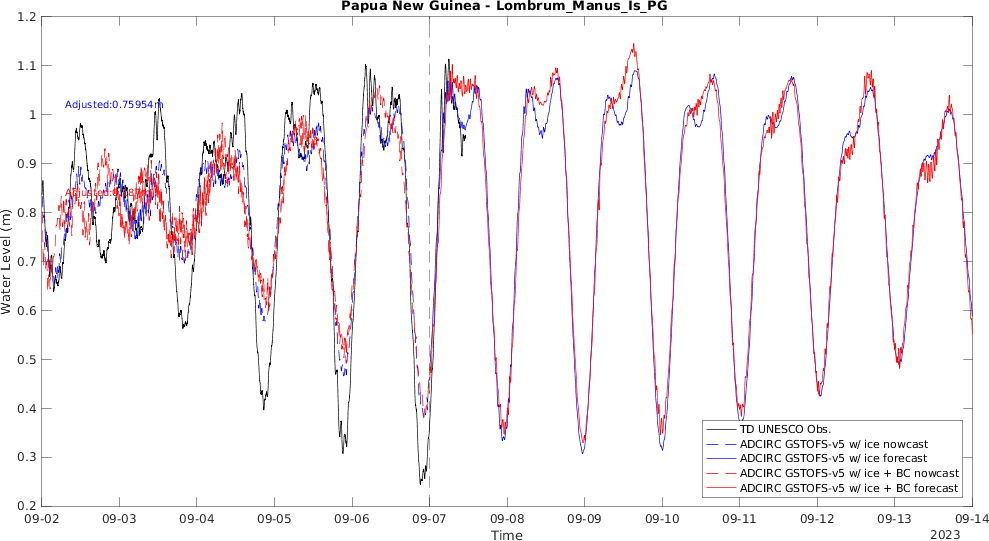 Papua New Guinea - Lombrum_Manus_Is_PG
1.2
1.1
1
0.9
0.8
0.7
0.6
0.5
0.4
0.3
0.2
Water Level (m)
Adjusted:0.75954m
TD UNESCO Obs.
ADCIRC GSTOFS-v5 w/ ice nowcast
ADCIRC GSTOFS-v5 w/ ice forecast
ADCIRC GSTOFS-v5 w/ ice + BC nowcast
ADCIRC GSTOFS-v5 w/ ice + BC forecast
09-02 09-03 09-04 09-05 09-06 09-07 09-08 09-09 09-10 09-11 09-12 09-13 09-14
Time
2023